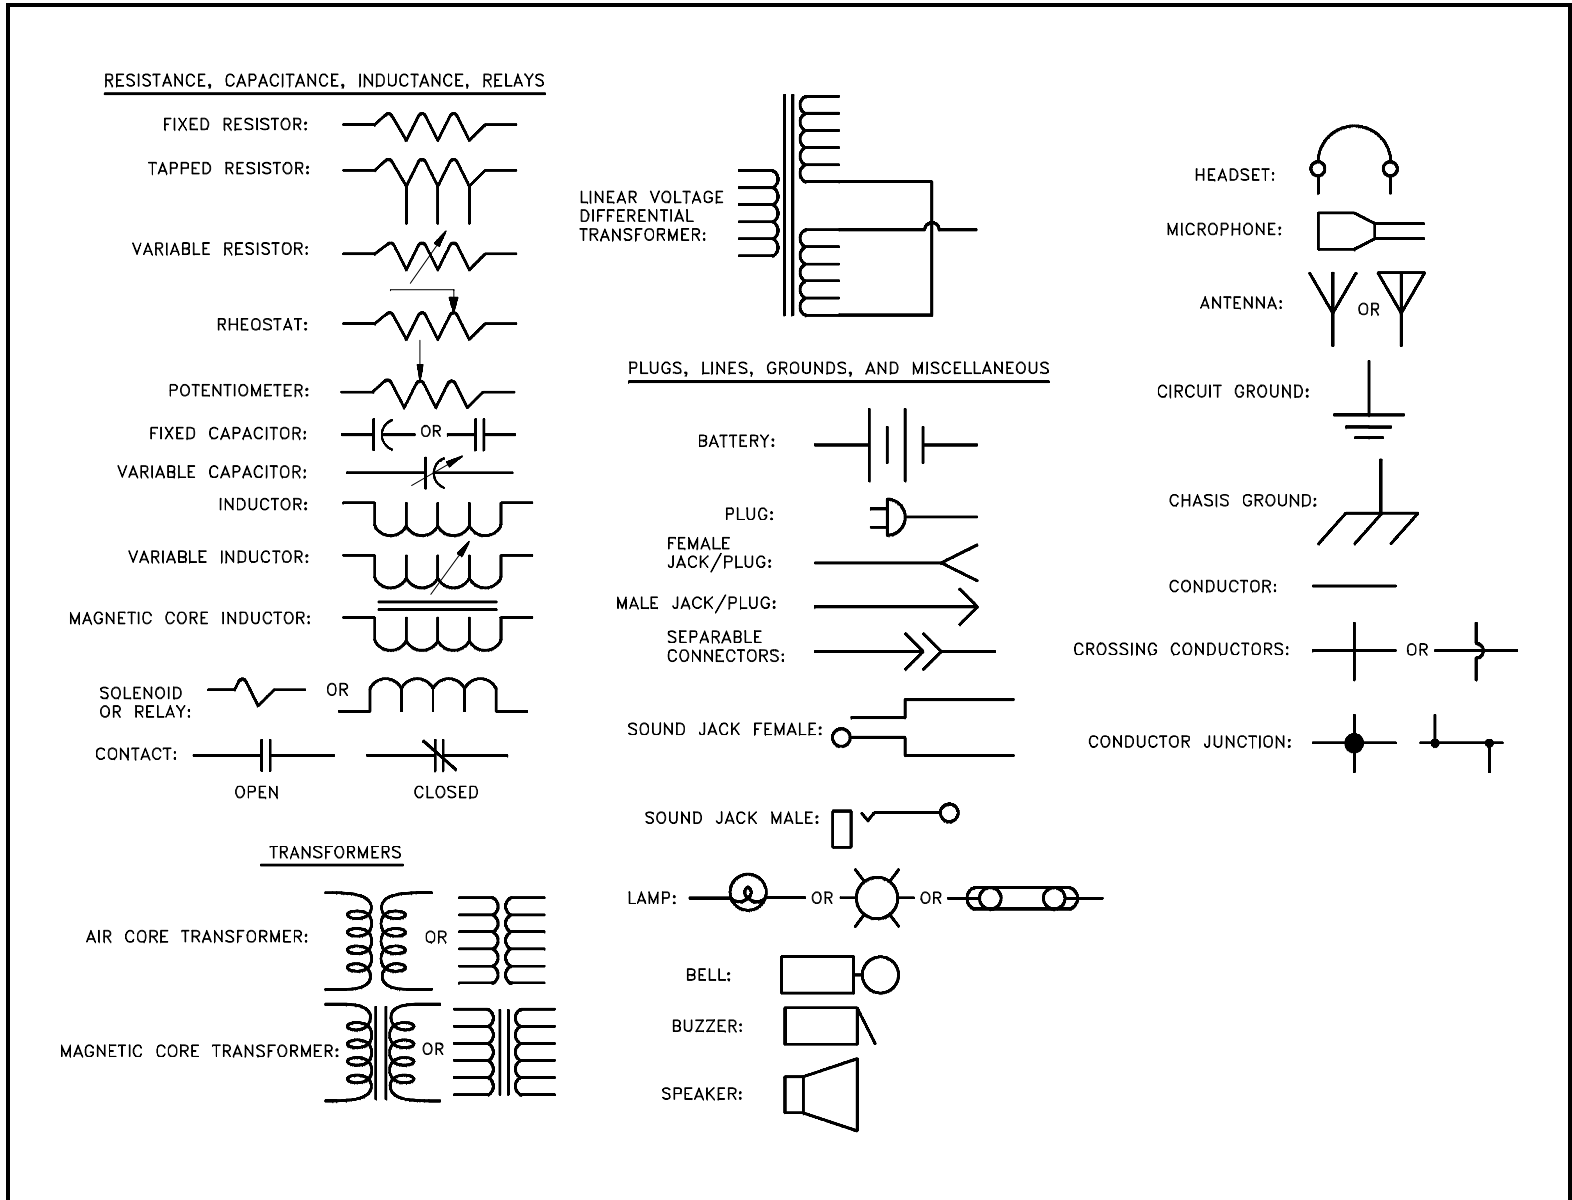 RESISTANCE, CAPACITANCE, INDUCTANCE, RELAYS
FIXED RESISTOR:
TAPPED RESISTOR:
VARIABLE RESISTOR:
RHEOSTAT:
POTENTIOMETER:
FIXED CAPACITOR:
OR
VARIABLE CAPACITOR:
INDUCTOR:
VARIABLE INDUCTOR:
MAGNETIC CORE INDUCTOR:
SOLENOID
OR RELAY:
OR
CONTACT:
OPEN
CLOSED
TRANSFORMERS
AIR CORE TRANSFORMER:
OR
MAGNETIC CORE TRANSFORMER:
OR
LINEAR VOLTAGE
DIFFERENTIAL
TRANSFORMER:
PLUGS, LINES, GROUNDS, AND MISCELLANEOUS
BATTERY:
PLUG:
FEMALE
JACK/PLUG:
MALE JACK/PLUG:
SEPARABLE
CONNECTORS:
SOUND JACK FEMALE:
SOUND JACK MALE:
LAMP:
OR
OR
BELL:
BUZZER:
SPEAKER:
HEADSET:
MICROPHONE:
ANTENNA:
OR
CIRCUIT GROUND:
CHASIS GROUND:
CONDUCTOR:
CROSSING CONDUCTORS:
OR
CONDUCTOR JUNCTION: